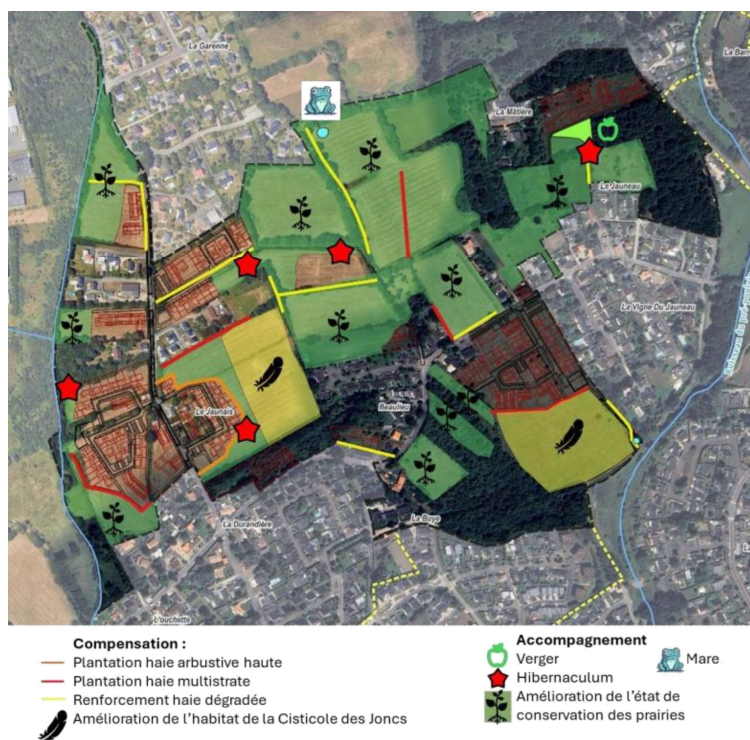 La Garenne
La Mâtière
Le Jauneau
La Vigne Du Jauneau
Le Jaunais
Beaulieu
La Durandière
La Buye
L'ouchette
Compensation :
Plantation haie arbustive haute
Plantation haie multistrate
Renforcement haie dégradée
Amélioration de l'habitat de la Cisticole des Joncs
Accompagnement
Verger
Mare
Hibernaculum
Amélioration de l'état de
conservation des prairies